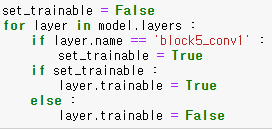 set_trainable = False
for layer in model.layers :
    if layer.name == 'block5_conv1' :
        set_trainable = True
    if set_trainable :
        layer.trainable = True
    else :
        layer.trainable = False